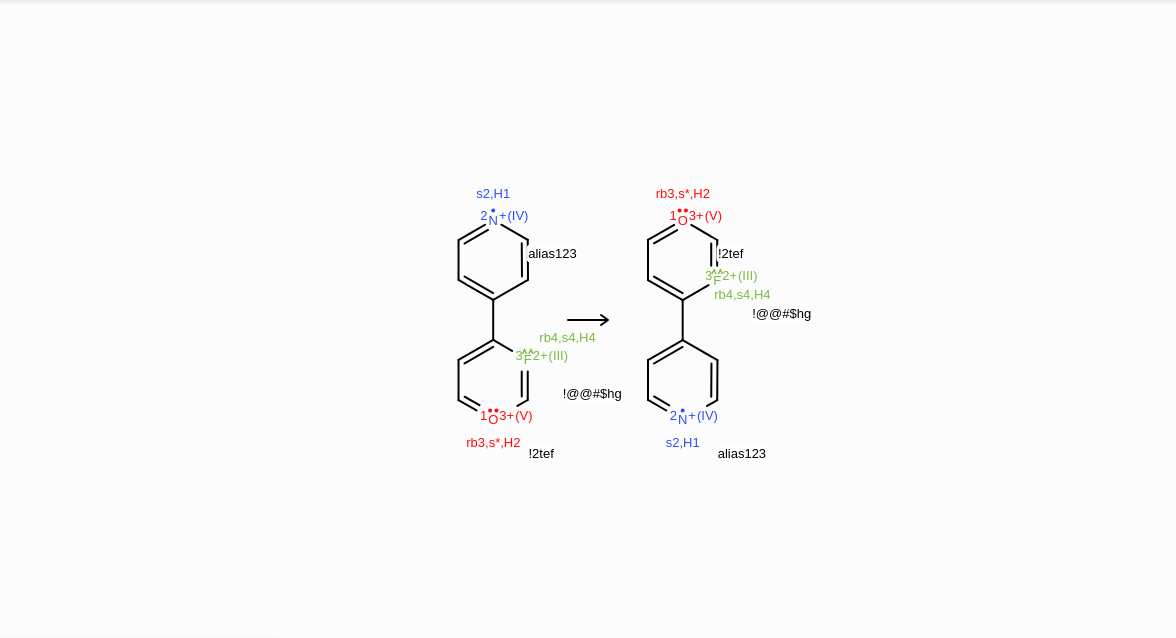 s2,H1
2N+(IV)
alias123
rb4,s4,H4
3F2+(III)
!@@#$hg
1O3+(V)
rb3,s*,H2
!2tef
rb3,s*,H2
1O3+(V)
!2tef
3F2+(III)
rb4,s4,H4
!@@#$hg
2N+(IV)
s2,H1
alias123